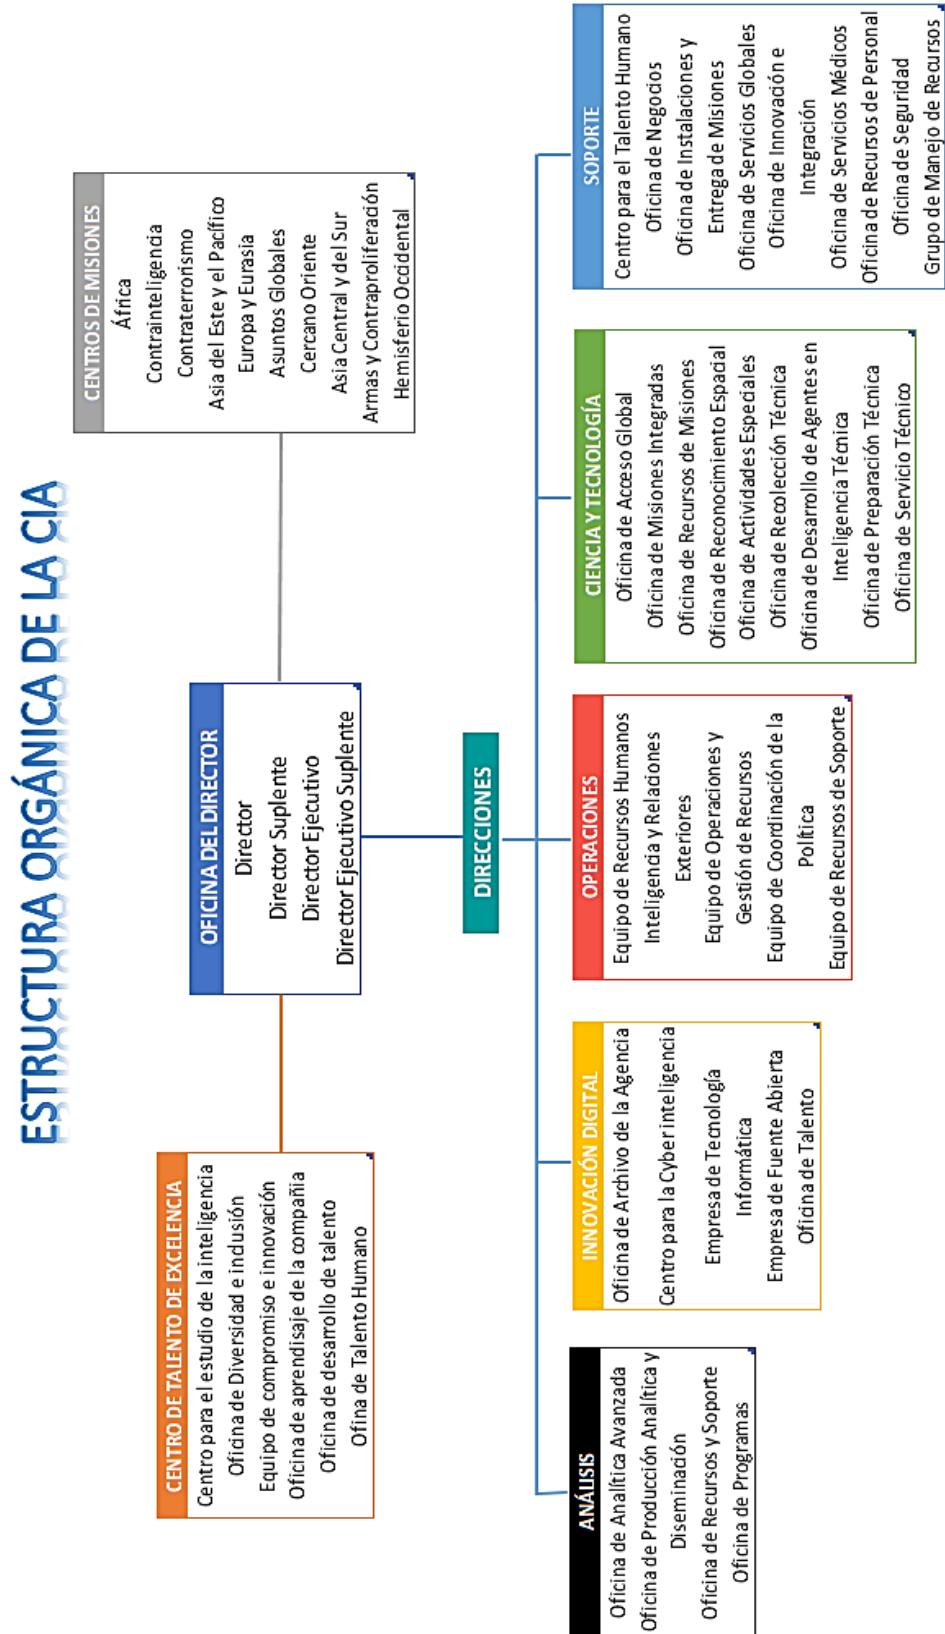 ESTRUCTURA ORGÁNICA DE LA CIA
CENTRO DE TALENTO DE EXCELENCIA
Centro para el estudio de la inteligencia
Oficina de Diversidad e inclusión
Equipo de compromiso e innovación
Oficina de aprendisaje de la compañia
Oficina de desarrollo de talento
Ofina de Talento Humano
OFICINA DEL DIRECTOR
Director
Director Suplente
Director Ejecutivo
Director Ejecutivo Suplente
CENTROS DE MISIONES
África
Contrainteligencia
Contraterrorismo
Asia del Este y el Pacífico
Europa y Eurasia
Asuntos Globales
Cercano Oriente
Asia Central y del Sur
Armas y Contraproliferación
Hemisferio Occidental
DIRECCIONES
ANÁLISIS
Oficina de Analítica Avanzada
Oficina de Producción Analítica y
Diseminación
Oficina de Recursos y Soporte
Oficina de Programas
INNOVACIÓN DIGITAL
Oficina de Archivo de la Agencia
Centro para la Cyber inteligencia
Empresa de Tecnología
Informática
Empresa de Fuente Abierta
Oficina de Talento
OPERACIONES
Equipo de Recursos Humanos
Inteligencia y Relaciones
Exteriores
Equipo de Operaciones y
Gestión de Recursos
Equipo de Coordinación de la
Política
Equipo de Recursos de Soporte
CIENCIA Y TECNOLOGÍA
Oficina de Acceso Global
Oficina de Misiones Integradas
Oficina de Recursos de Misiones
Oficina de Reconocimiento Espacial
Oficina de Actividades Especiales
Oficina de Recolección Técnica
Oficina de Desarrollo de Agentes en
Inteligencia Técnica
Oficina de Preparación Técnica
Oficina de Servicio Técnico
SOPORTE
Centro para el Talento Humano
Oficina de Negocios
Oficina de Instalaciones y
Entrega de Misiones
Oficina de Servicios Globales
Oficina de Innovación e
Integración
Oficina de Servicios Médicos
Oficina de Recursos de Personal
Oficina de Seguridad
Grupo de Manejo de Recursos